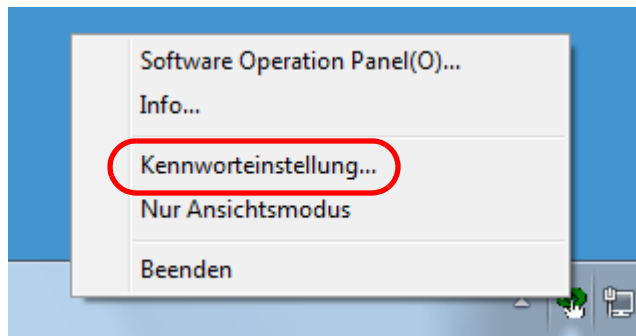 Software Operation Panel(O)...
Info...
Kennworteinstellung...
Nur Ansichtsmodus
Beenden